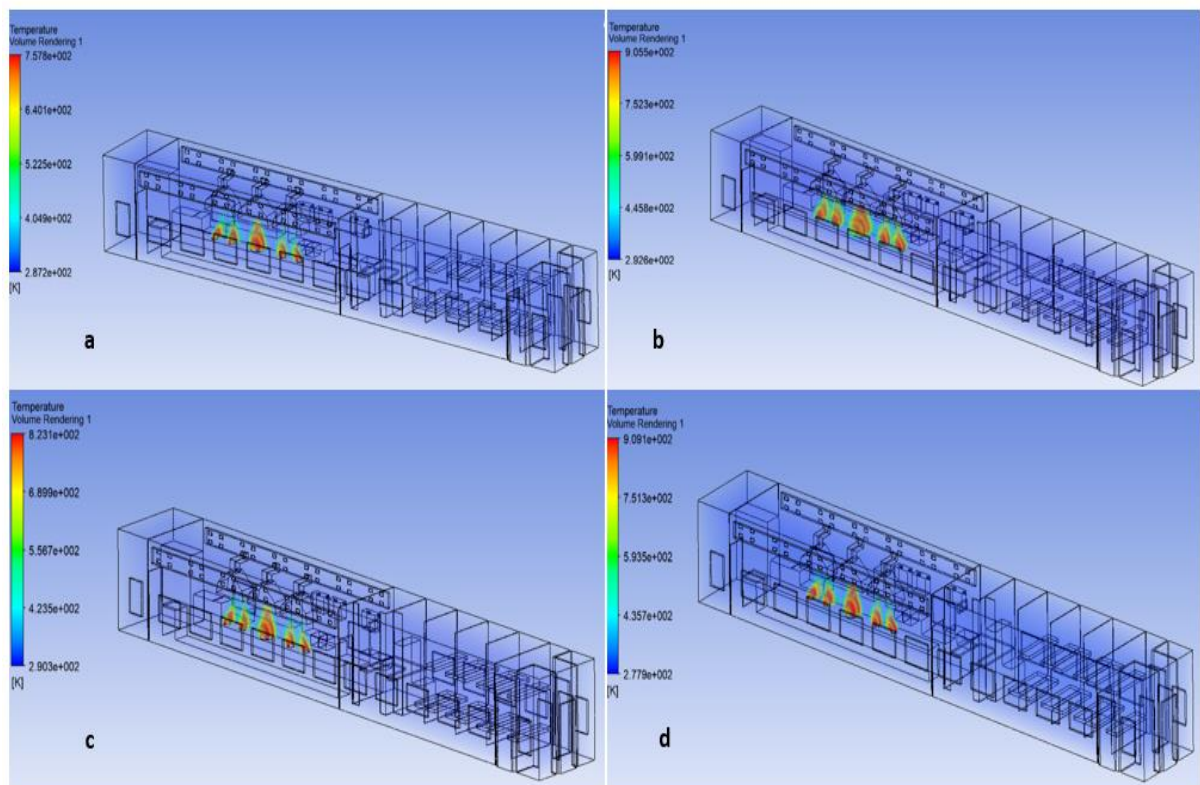 Temperature
Volume Rendering 1
7.578e+002
6.401e+002
5.225e+002
4.049e+002
2.872e+002
[K]
a
Temperature
Volume Rendering 1
9.055e+002
7.523e+002
5.991e+002
4.458e+002
2.926e+002
[K]
b
Temperature
Volume Rendering 1
8.231e+002
6.899e+002
5.567e+002
4.235e+002
2.903e+002
[K]
c
Temperature
Volume Rendering 1
9.091e+002
7.513e+002
5.935e+002
4.357e+002
2.779e+002
[K]
d